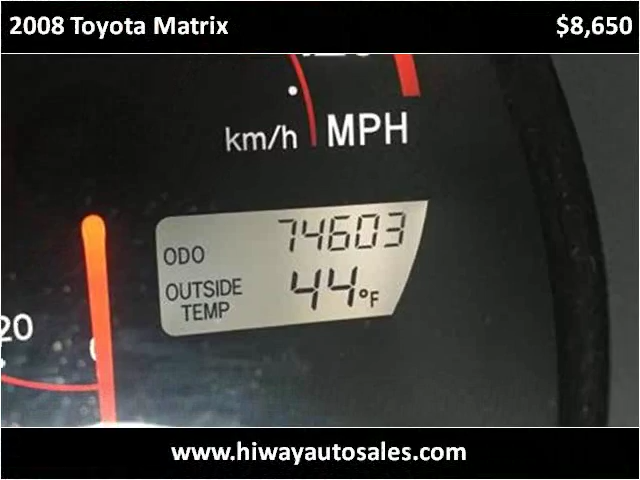 2008 Toyota Matrix $8,650
km/h MPH
ODO 74603
OUTSIDE TEMP 44°F
20
www.hiwayautosales.com